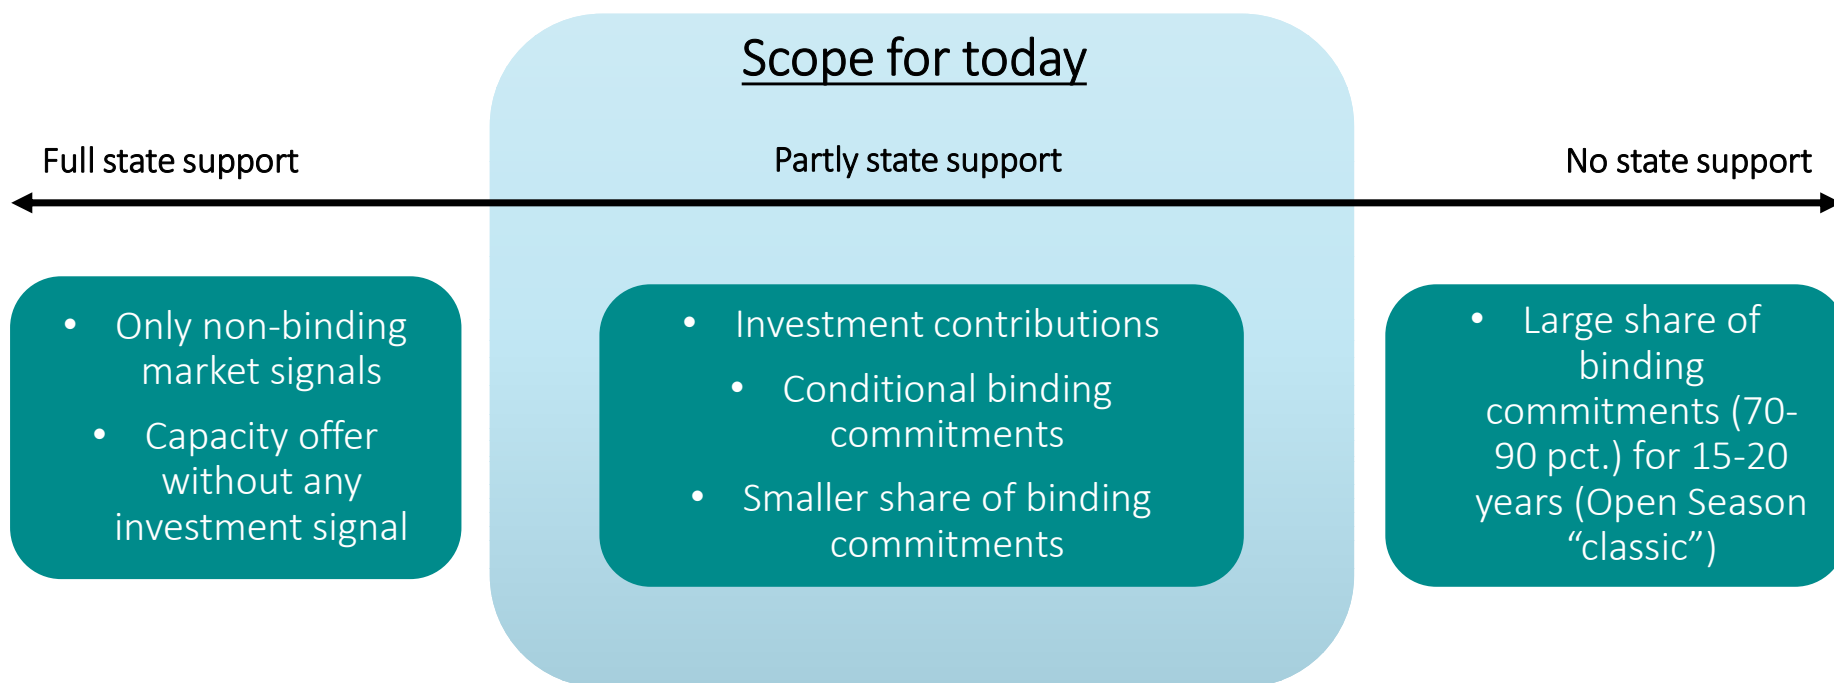 Scope for today
Full state support
Partly state support
No state support
• Only non-binding
market signals
• Capacity offer
without any
investment signal
• Investment contributions
• Conditional binding
commitments
• Smaller share of binding
commitments
• Large share of
binding
commitments (70-
90 pct.) for 15-20
years (Open Season
“classic”)